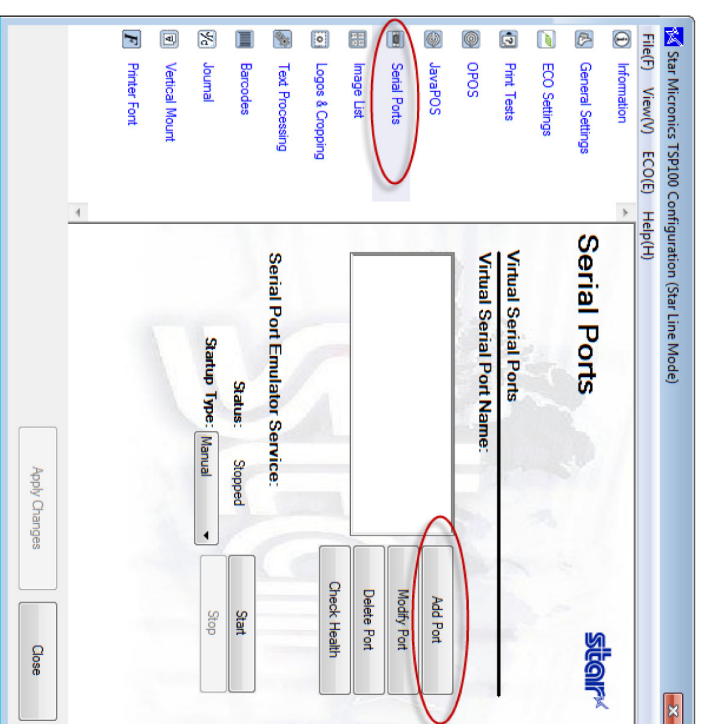 Star Micronics TSP100 Configuration (Star Line Mode)
File(F) View(V) ECO(E) Help(H)
Information
General Settings
ECO Settings
Print Tests
OPOS
JavaPOS
Serial Ports
Image List
Logos & Cropping
Text Processing
Barcodes
Journal
Vertical Mount
Printer Font
Serial Ports
star
Virtual Serial Ports
Virtual Serial Port Name:
Add Port
Modify Port
Delete Port
Check Health
Serial Port Emulator Service:
Status: Stopped
Start
Startup Type: Manual
Stop
Apply Changes
Close